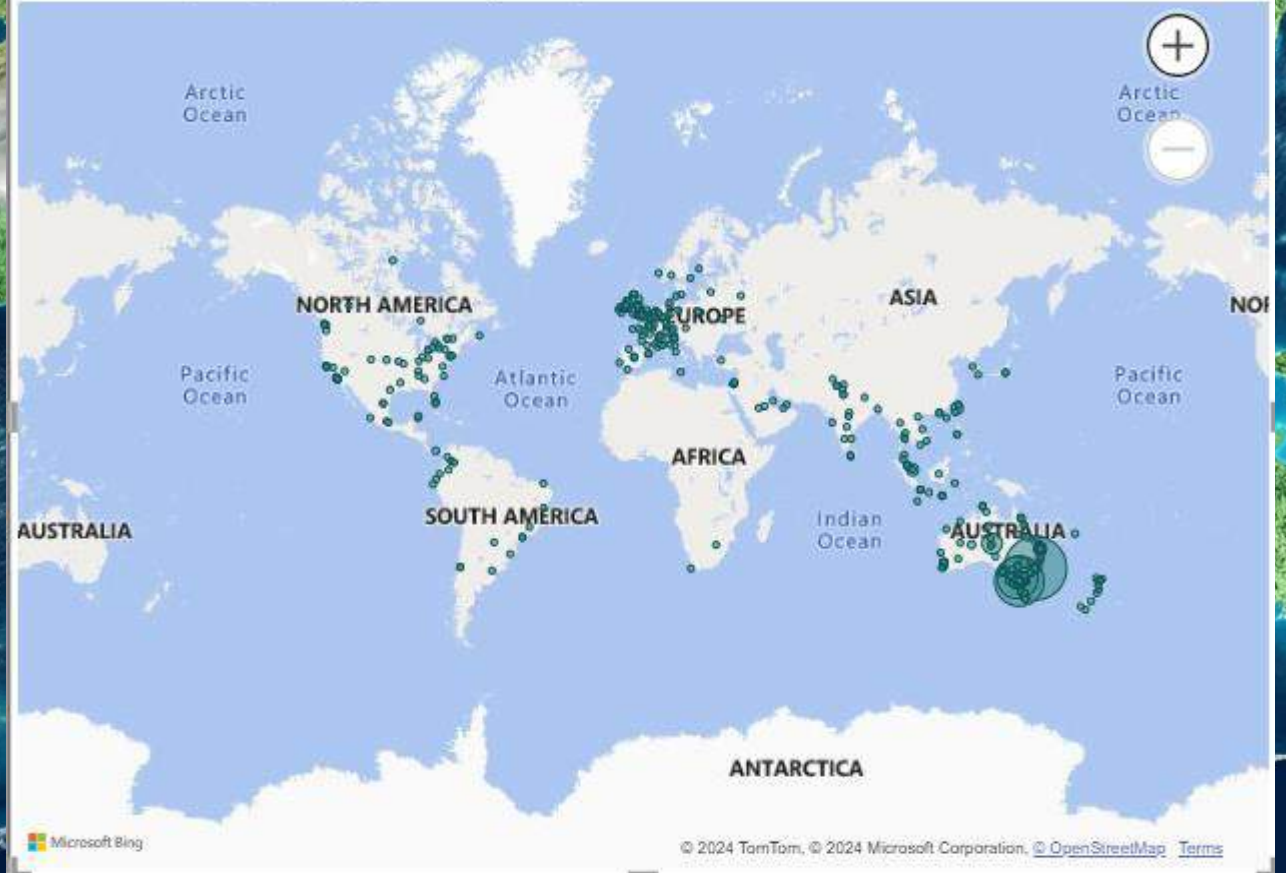 Arctic
Ocean
Arctic
Ocean
NORTH AMERICA
EUROPE
ASIA
NOR
Pacific
Ocean
Atlantic
Ocean
Pacific
Ocean
AFRICA
SOUTH AMERICA
Indian
Ocean
AUSTRALIA
AUSTRALIA
ANTARCTICA
Microsoft Bing
© 2024 TomTom, © 2024 Microsoft Corporation, © OpenStreetMap Terms